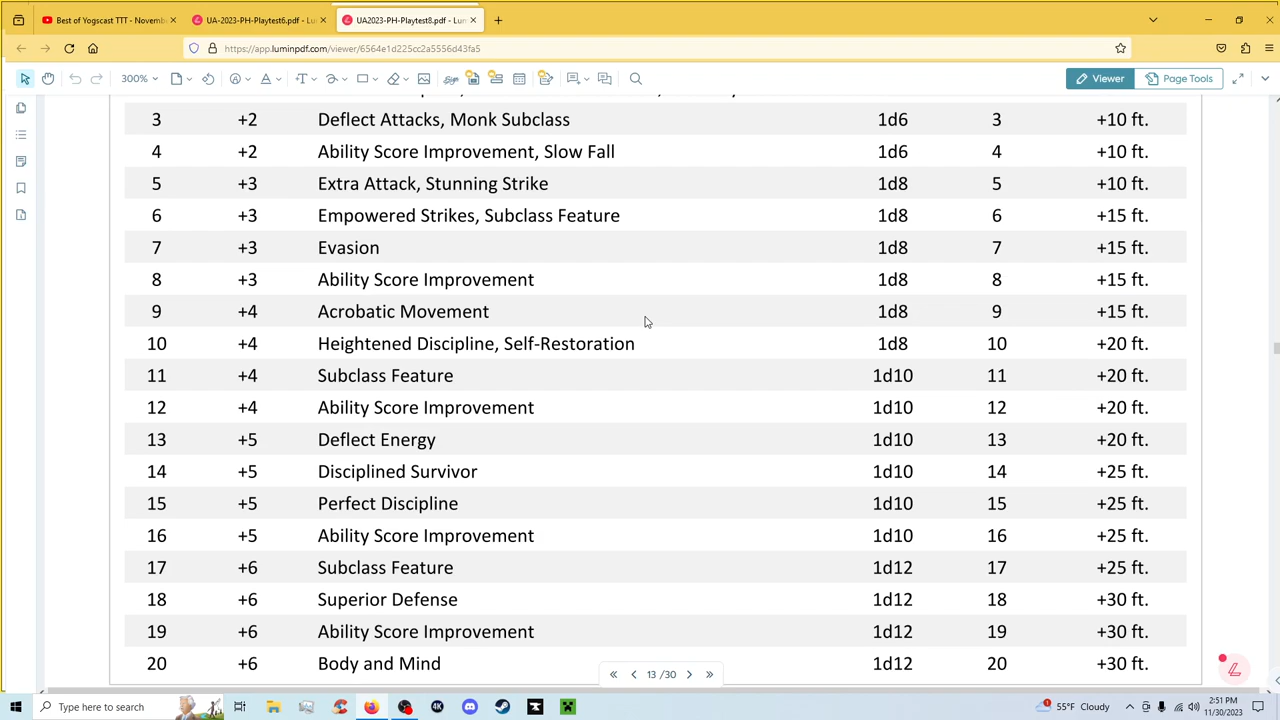 Best of Yogscast TTT - Novemb
UA-2023-PH-Playtest6.pdf - Lu
UA2023-PH-Playtest8.pdf - Lum
https://app.luminpdf.com/viewer/6564e1d225cc2a5556d43fa5
300%
Viewer
Page Tools
3 +2 Deflect Attacks, Monk Subclass 1d6 3 +10 ft.
4 +2 Ability Score Improvement, Slow Fall 1d6 4 +10 ft.
5 +3 Extra Attack, Stunning Strike 1d8 5 +10 ft.
6 +3 Empowered Strikes, Subclass Feature 1d8 6 +15 ft.
7 +3 Evasion 1d8 7 +15 ft.
8 +3 Ability Score Improvement 1d8 8 +15 ft.
9 +4 Acrobatic Movement 1d8 9 +15 ft.
10 +4 Heightened Discipline, Self-Restoration 1d8 10 +20 ft.
11 +4 Subclass Feature 1d10 11 +20 ft.
12 +4 Ability Score Improvement 1d10 12 +20 ft.
13 +5 Deflect Energy 1d10 13 +20 ft.
14 +5 Disciplined Survivor 1d10 14 +25 ft.
15 +5 Perfect Discipline 1d10 15 +25 ft.
16 +5 Ability Score Improvement 1d10 16 +25 ft.
17 +6 Subclass Feature 1d12 17 +25 ft.
18 +6 Superior Defense 1d12 18 +30 ft.
19 +6 Ability Score Improvement 1d12 19 +30 ft.
20 +6 Body and Mind 1d12 20 +30 ft.
13 /30
Type here to search
4K
55°F Cloudy
2:51 PM
11/30/2023